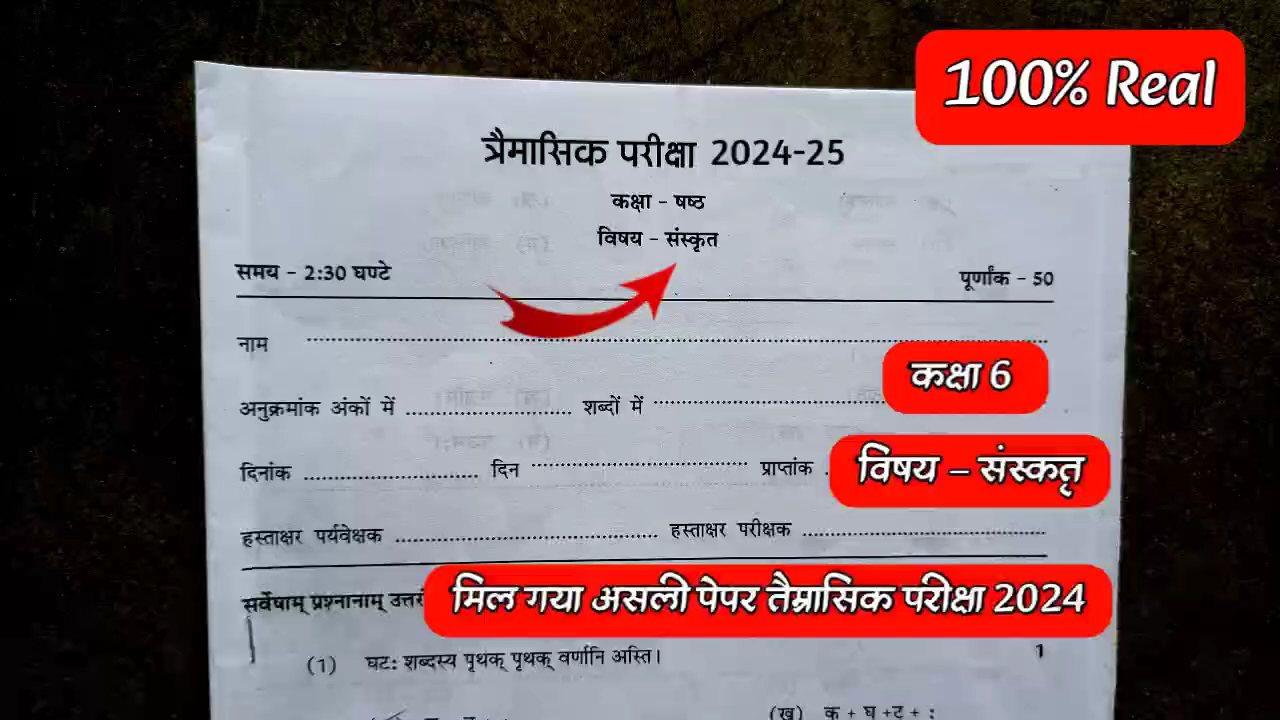 100% Real
त्रैमासिक परीक्षा 2024-25
कक्षा - षष्ठ
विषय - संस्कृत
समय - 2:30 घण्टे
पूर्णांक - 50
नाम
कक्षा 6
अनुक्रमांक अंकों में ...................... शब्दों में
दिनांक ........................ दिन ........................ प्राप्तांक
विषय – संस्कृत
हस्ताक्षर पर्यवेक्षक ........................ हस्ताक्षर परीक्षक ........................
सर्वेषाम् प्रश्नानाम्
मिल गया असली पेपर तैमासिक परीक्षा 2024
(1) घट: शब्दस्य पृथक् पृथक् वर्णानि अस्ति। 1
(ख) क + घ +ट + :